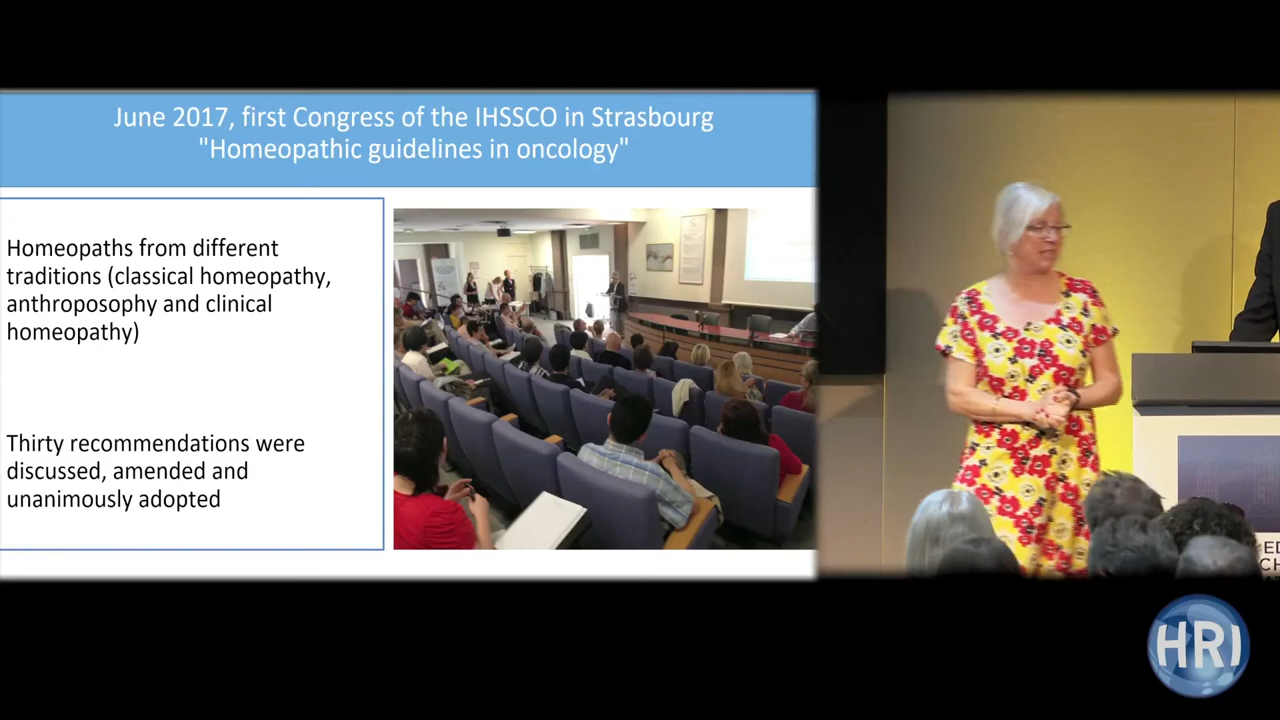 June 2017, first Congress of the IHSSCO in Strasbourg
"Homeopathic guidelines in oncology"
Homeopaths from different
traditions (classical homeopathy,
anthroposophy and clinical
homeopathy)
Thirty recommendations were
discussed, amended and
unanimously adopted
HRI